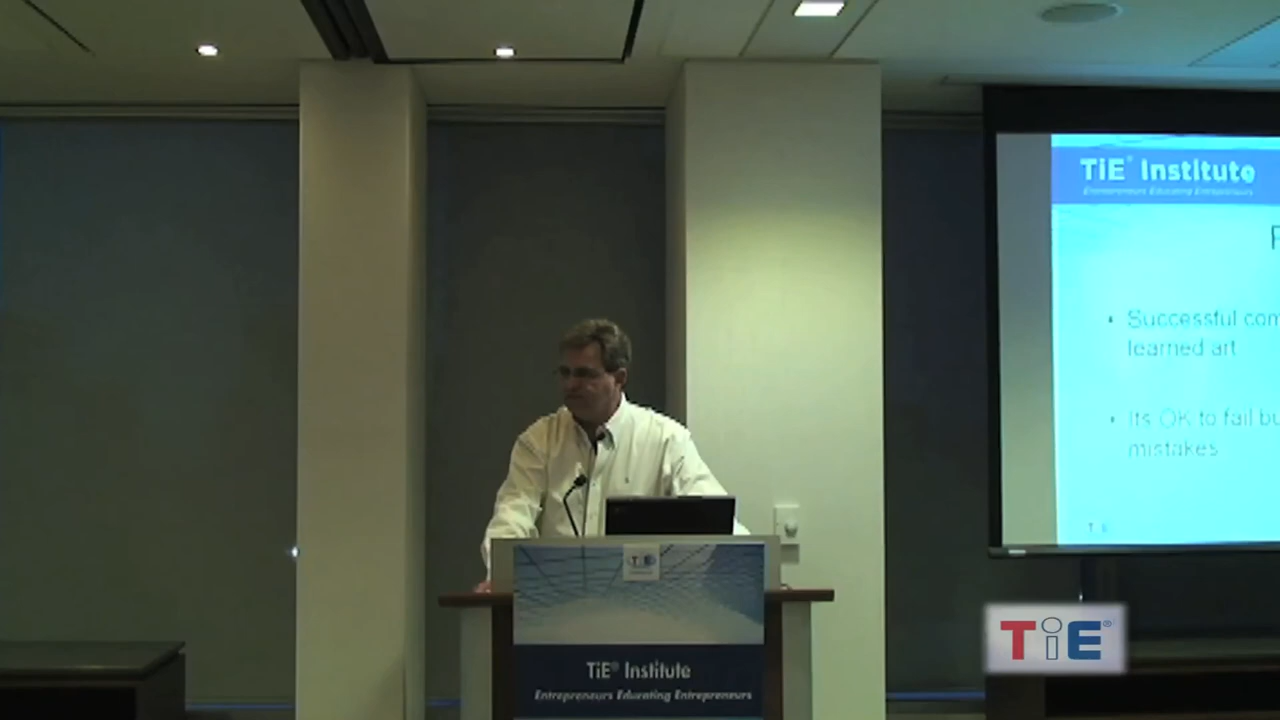 TiE® Institute
Entrepreneurs Educating Entrepreneurs
Successful com
learned art
Its OK to fail bu
mistakes
TiE
TiE® Institute
Entrepreneurs Educating Entrepreneurs
TiE®